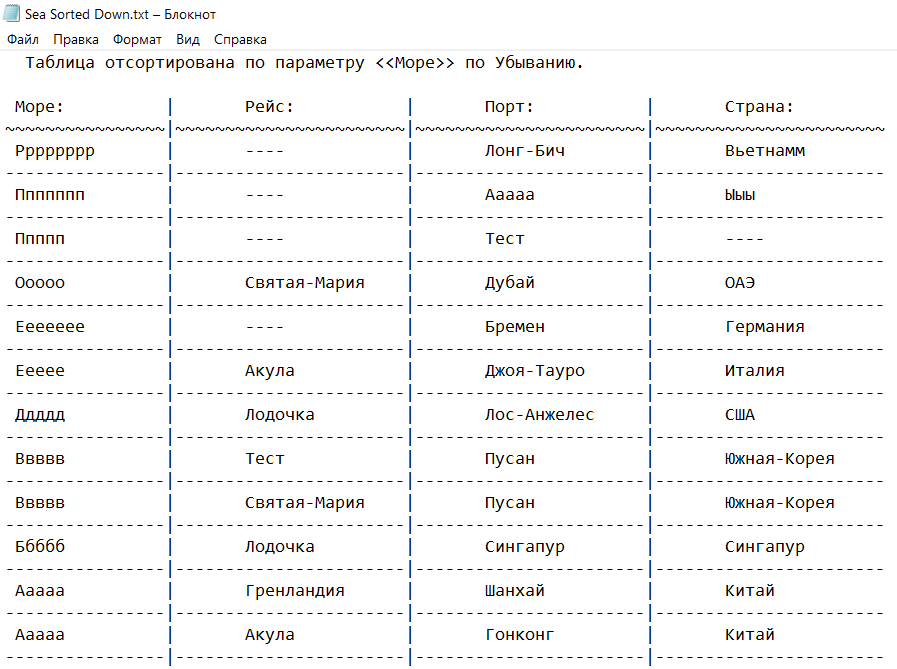 Sea Sorted Down.txt – Блокнот
Файл Правка Формат Вид Справка
Таблица отсортирована по параметру <<Море>> по Убыванию.
Море: | Рейс: | Порт: | Страна:
~~~~~~~~~~~~~~~~|~~~~~~~~~~~~~~~~~~~~~~~|~~~~~~~~~~~~~~~~~~~~~~~|~~~~~~~~~~~~~~~~~~~~~~~
Рррррррр | ---- | Лонг-Бич | Вьетнамм
----------------|-----------------------|-----------------------|-----------------------
Ппппппп | ---- | Ааааа | Ыыы
----------------|-----------------------|-----------------------|-----------------------
Ппппп | ---- | Тест | ----
----------------|-----------------------|-----------------------|-----------------------
Ооооо | Святая-Мария | Дубай | ОАЭ
----------------|-----------------------|-----------------------|-----------------------
Еееееее | ---- | Бремен | Германия
----------------|-----------------------|-----------------------|-----------------------
Еееее | Акула | Джоя-Тауро | Италия
----------------|-----------------------|-----------------------|-----------------------
Ддддд | Лодочка | Лос-Анжелес | США
----------------|-----------------------|-----------------------|-----------------------
Ввввв | Тест | Пусан | Южная-Корея
----------------|-----------------------|-----------------------|-----------------------
Ввввв | Святая-Мария | Пусан | Южная-Корея
----------------|-----------------------|-----------------------|-----------------------
Ббббб | Лодочка | Сингапур | Сингапур
----------------|-----------------------|-----------------------|-----------------------
Ааааа | Гренландия | Шанхай | Китай
----------------|-----------------------|-----------------------|-----------------------
Ааааа | Акула | Гонконг | Китай
----------------|-----------------------|-----------------------|-----------------------